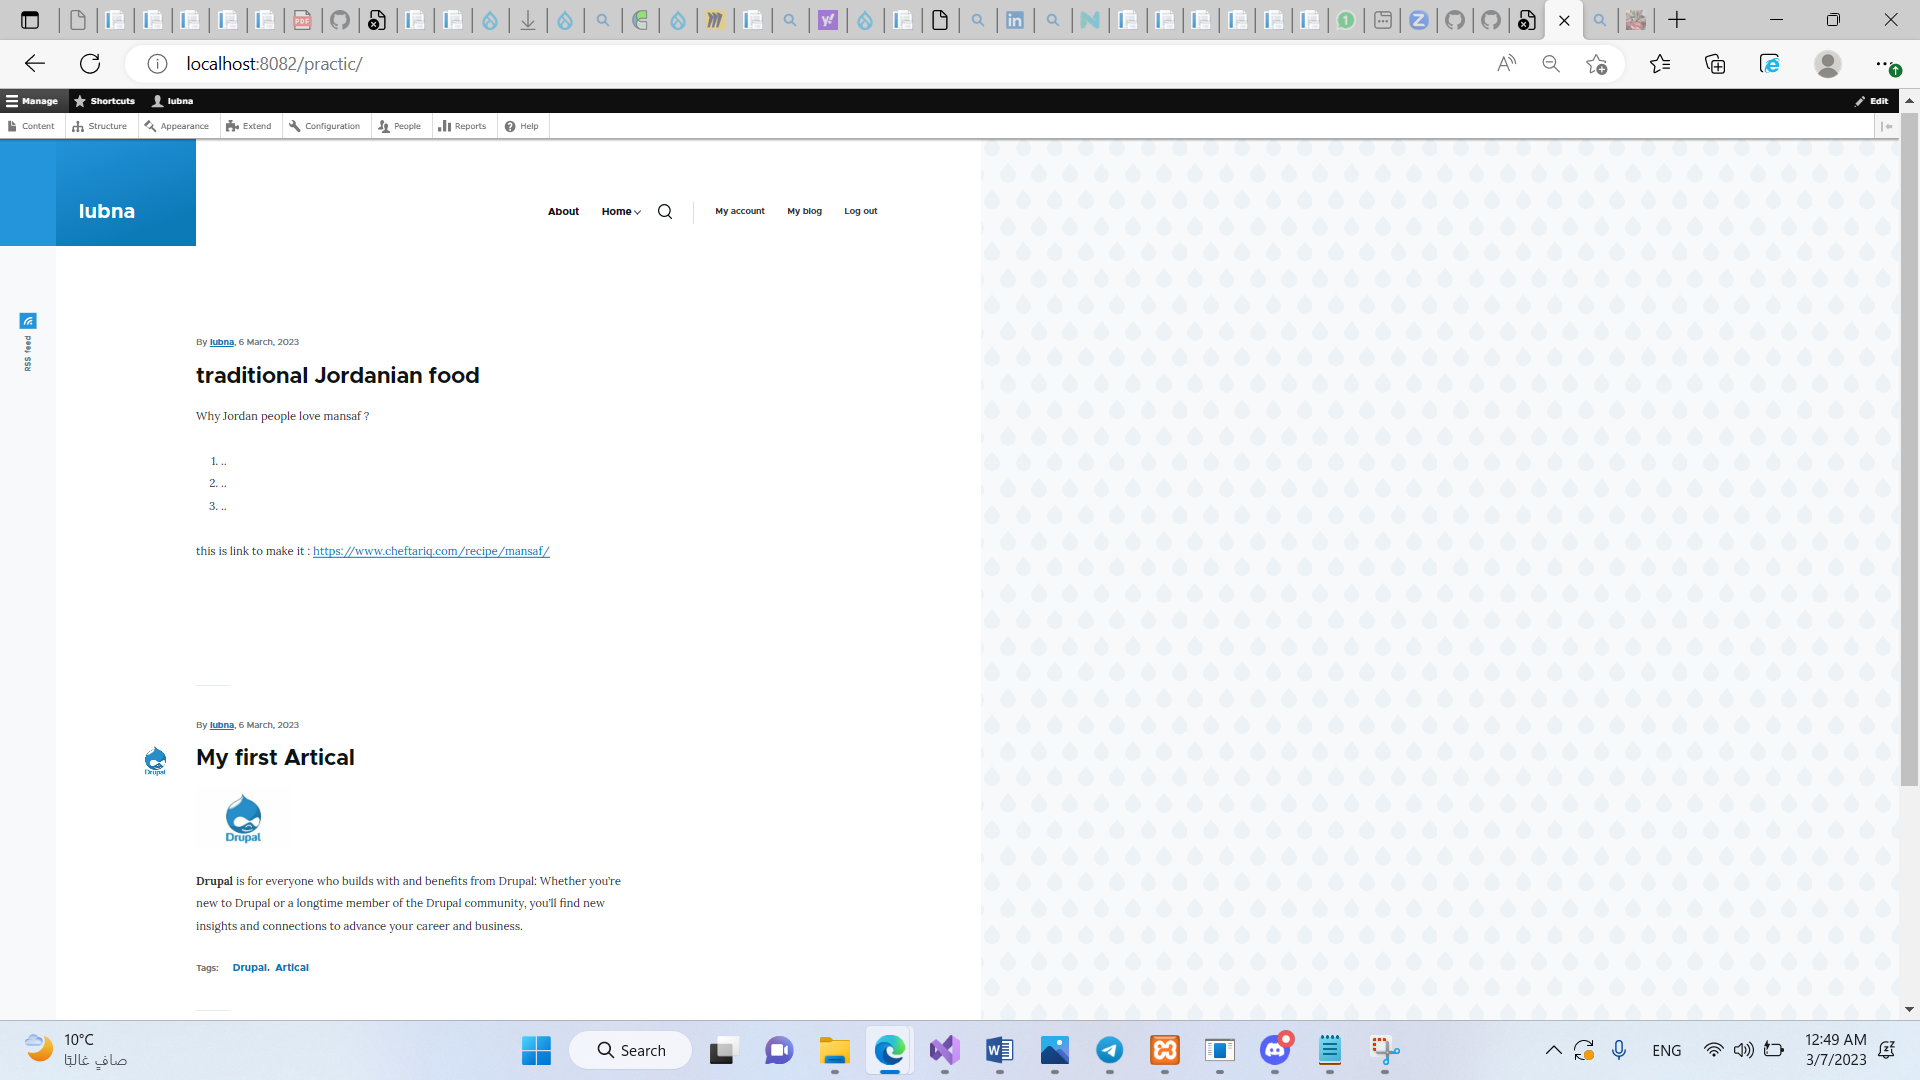 localhost:8082/practic/
Manage Shortcuts lubna Edit
Content Structure Appearance Extend Configuration People Reports Help
lubna
About Home My account My blog Log out
RSS feed
By lubna, 6 March, 2023
traditional Jordanian food
Why Jordan people love mansaf ?
1. ..
2. ..
3. ..
this is link to make it : https://www.cheftariq.com/recipe/mansaf/
By lubna, 6 March, 2023
Drupal
My first Artical
Drupal
Drupal is for everyone who builds with and benefits from Drupal: Whether you're
new to Drupal or a longtime member of the Drupal community, you'll find new
insights and connections to advance your career and business.
Tags: Drupal, Artical
10°C
صافٍ غالبًا
Search
ENG
12:49 AM
3/7/2023